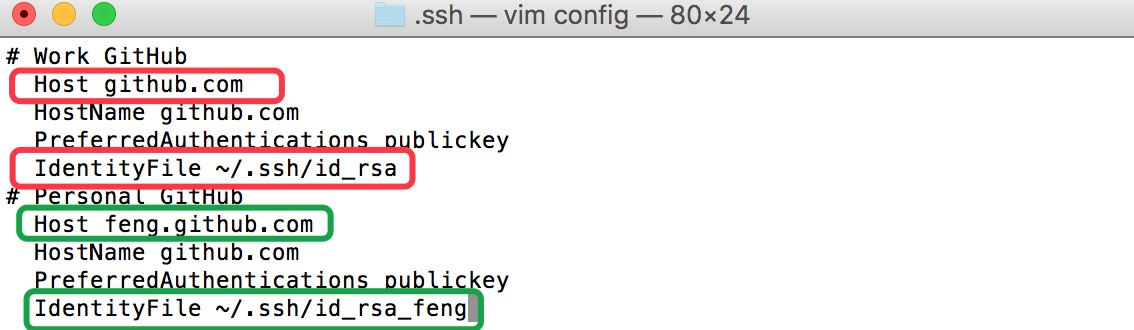 .ssh — vim config — 80×24
# Work GitHub
Host github.com
HostName github.com
PreferredAuthentications publickey
IdentityFile ~/.ssh/id_rsa
# Personal GitHub
Host feng.github.com
HostName github.com
PreferredAuthentications publickey
IdentityFile ~/.ssh/id_rsa_feng